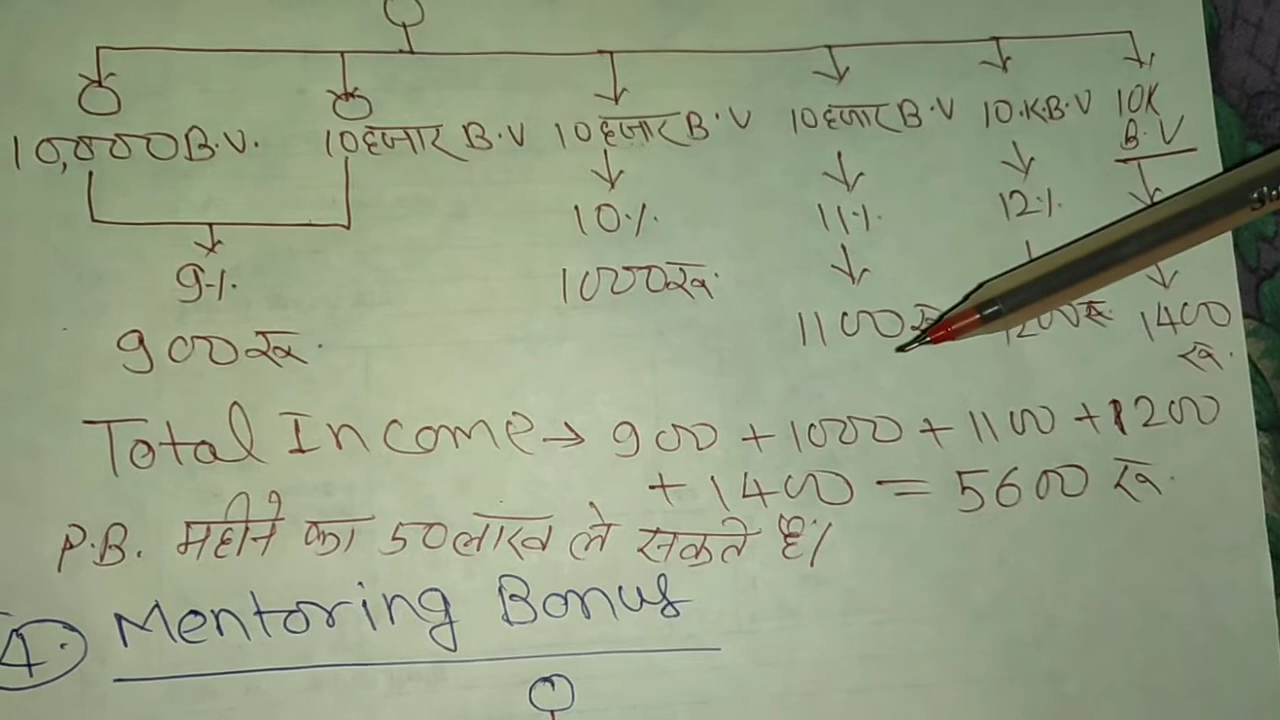 10,000 B.V. 10 हजार B.V 10 हजार B.V 10 हजार B.V 10.K B.V 10K B.V
10% 11% 12%
9% 1000 रु.
900 रु. 1100 रु 1200 रु 1400 रु.
Total Income → 900 + 1000 + 1100 + 1200
+ 1400 = 5600 रु.
P.B. महीने का 50 लाख ले सकते है।
4. Mentoring Bonus